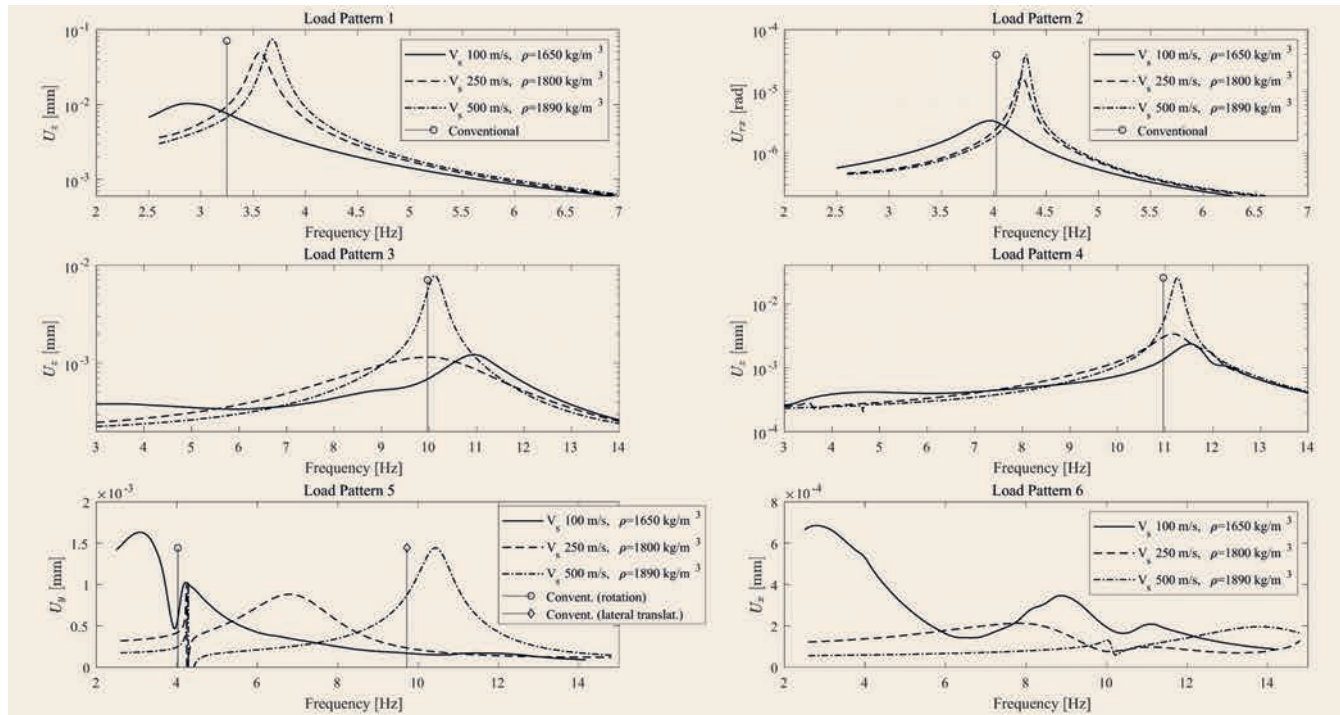 Load Pattern 1
10^-1
10^-2
10^-3
U_z [mm]
V_s 100 m/s, ρ=1650 kg/m^3
V_s 250 m/s, ρ=1800 kg/m^3
V_s 500 m/s, ρ=1890 kg/m^3
Conventional
2 2.5 3 3.5 4 4.5 5 5.5 6 6.5 7
Frequency [Hz]
Load Pattern 2
10^-4
10^-5
10^-6
U_rx [rad]
V_s 100 m/s, ρ=1650 kg/m^3
V_s 250 m/s, ρ=1800 kg/m^3
V_s 500 m/s, ρ=1890 kg/m^3
Conventional
2 2.5 3 3.5 4 4.5 5 5.5 6 6.5 7
Frequency [Hz]
Load Pattern 3
10^-2
10^-3
U_z [mm]
3 4 5 6 7 8 9 10 11 12 13 14
Frequency [Hz]
Load Pattern 4
10^-2
10^-3
10^-4
U_z [mm]
3 4 5 6 7 8 9 10 11 12 13 14
Frequency [Hz]
Load Pattern 5
×10^-3
2
1.5
1
0.5
0
U_y [mm]
V_s 100 m/s, ρ=1650 kg/m^3
V_s 250 m/s, ρ=1800 kg/m^3
V_s 500 m/s, ρ=1890 kg/m^3
Convent. (rotation)
Convent. (lateral translat.)
2 4 6 8 10 12 14
Frequency [Hz]
Load Pattern 6
×10^-4
8
6
4
2
0
U_x [mm]
V_s 100 m/s, ρ=1650 kg/m^3
V_s 250 m/s, ρ=1800 kg/m^3
V_s 500 m/s, ρ=1890 kg/m^3
2 4 6 8 10 12 14
Frequency [Hz]